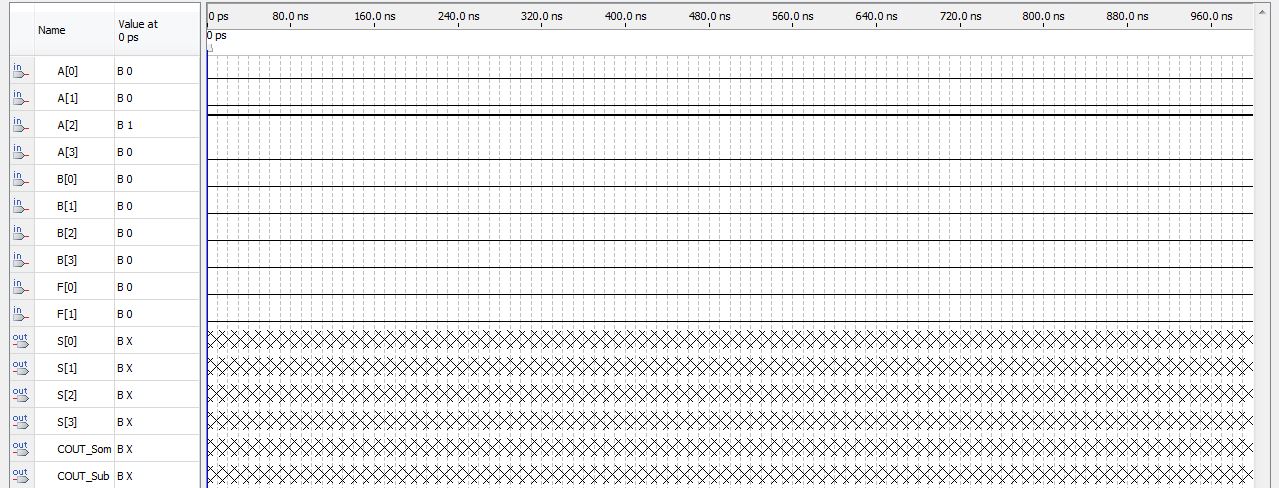 Name Value at 0 ps
0 ps 80.0 ns 160.0 ns 240.0 ns 320.0 ns 400.0 ns 480.0 ns 560.0 ns 640.0 ns 720.0 ns 800.0 ns 880.0 ns 960.0 ns
0 ps
in A[0] B 0
in A[1] B 0
in A[2] B 1
in A[3] B 0
in B[0] B 0
in B[1] B 0
in B[2] B 0
in B[3] B 0
in F[0] B 0
in F[1] B 0
out S[0] B X
out S[1] B X
out S[2] B X
out S[3] B X
out COUT_Som B X
out COUT_Sub B X